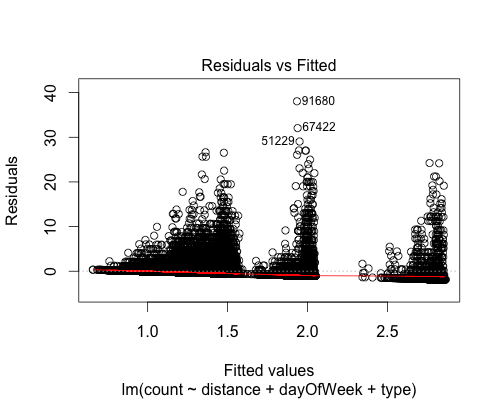 Residuals vs Fitted
Residuals
40
30
20
10
0
91680
67422
51229
1.0 1.5 2.0 2.5
Fitted values
lm(count ~ distance + dayOfWeek + type)